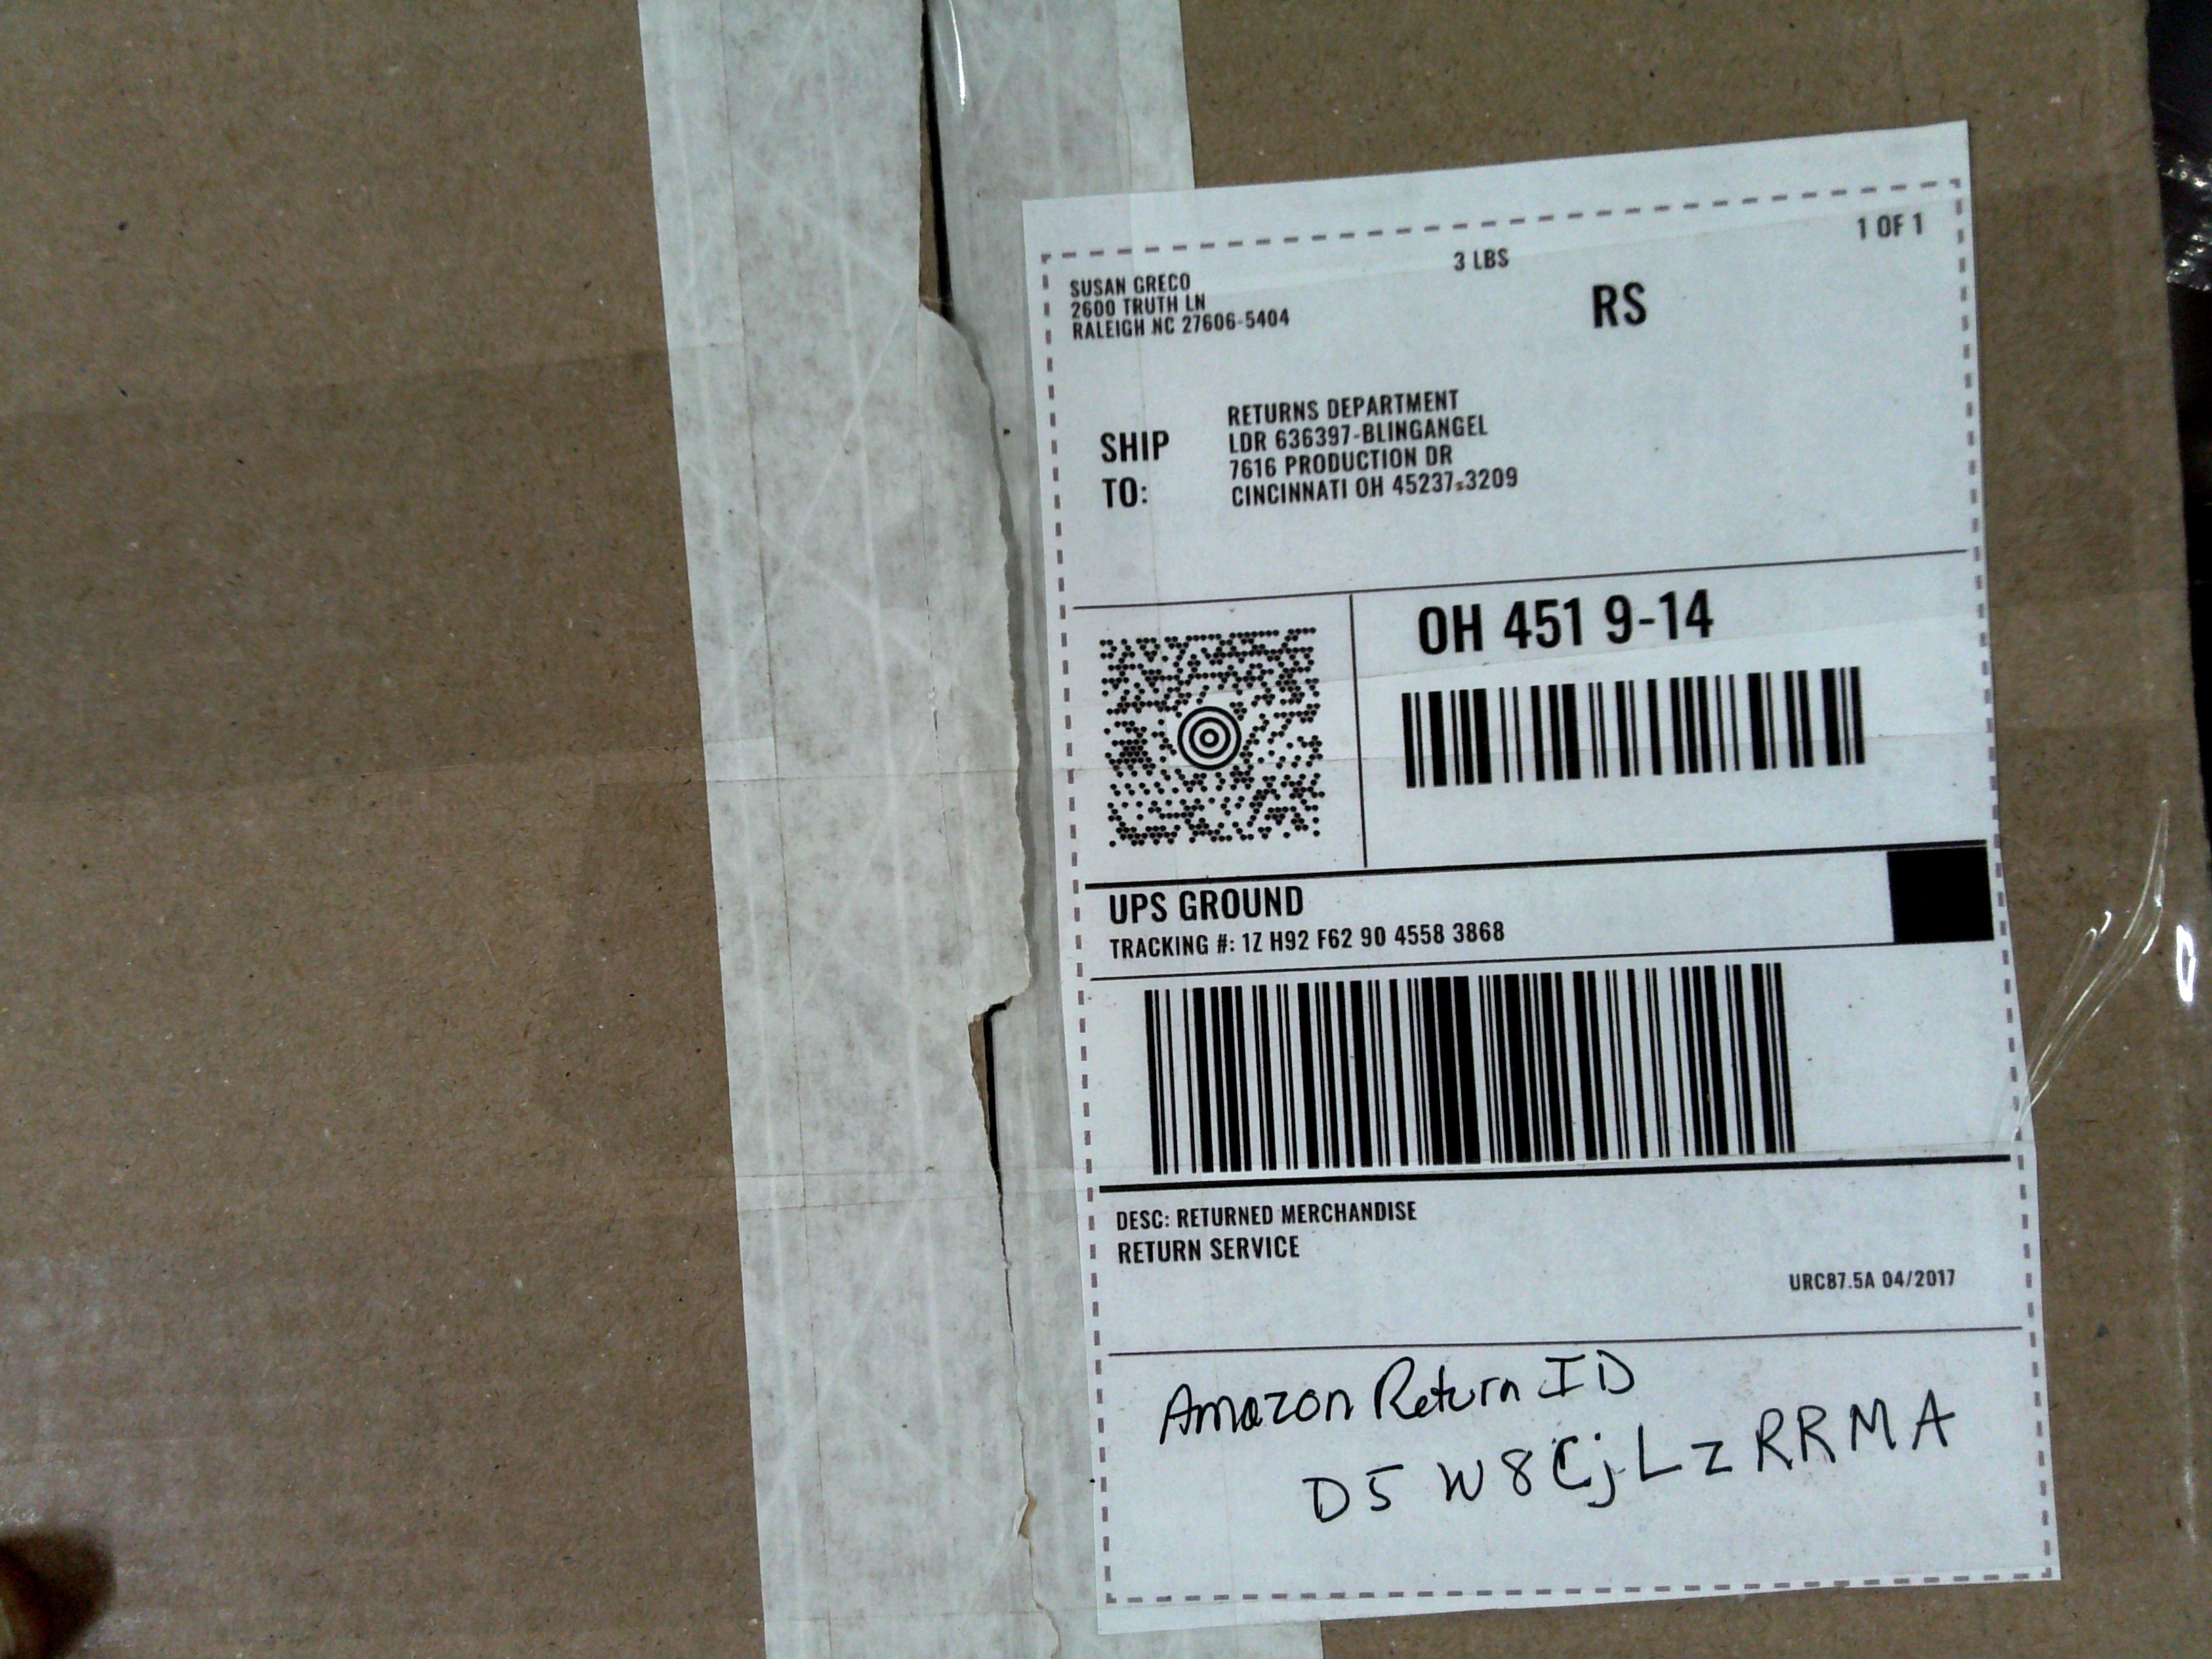 SUSAN GRECO
2600 TRUTH LN
RALEIGH NC 27606-5404
3 LBS
1 OF 1
RS
SHIP TO:
RETURNS DEPARTMENT
LDR 636397-BLINGANGEL
7616 PRODUCTION DR
CINCINNATI OH 45237-3209
OH 451 9-14
UPS GROUND
TRACKING #: 1Z H92 F62 90 4558 3868
DESC: RETURNED MERCHANDISE
RETURN SERVICE
URC87.5A 04/2017
Amazon Return ID
D5W8CjLzRRMA